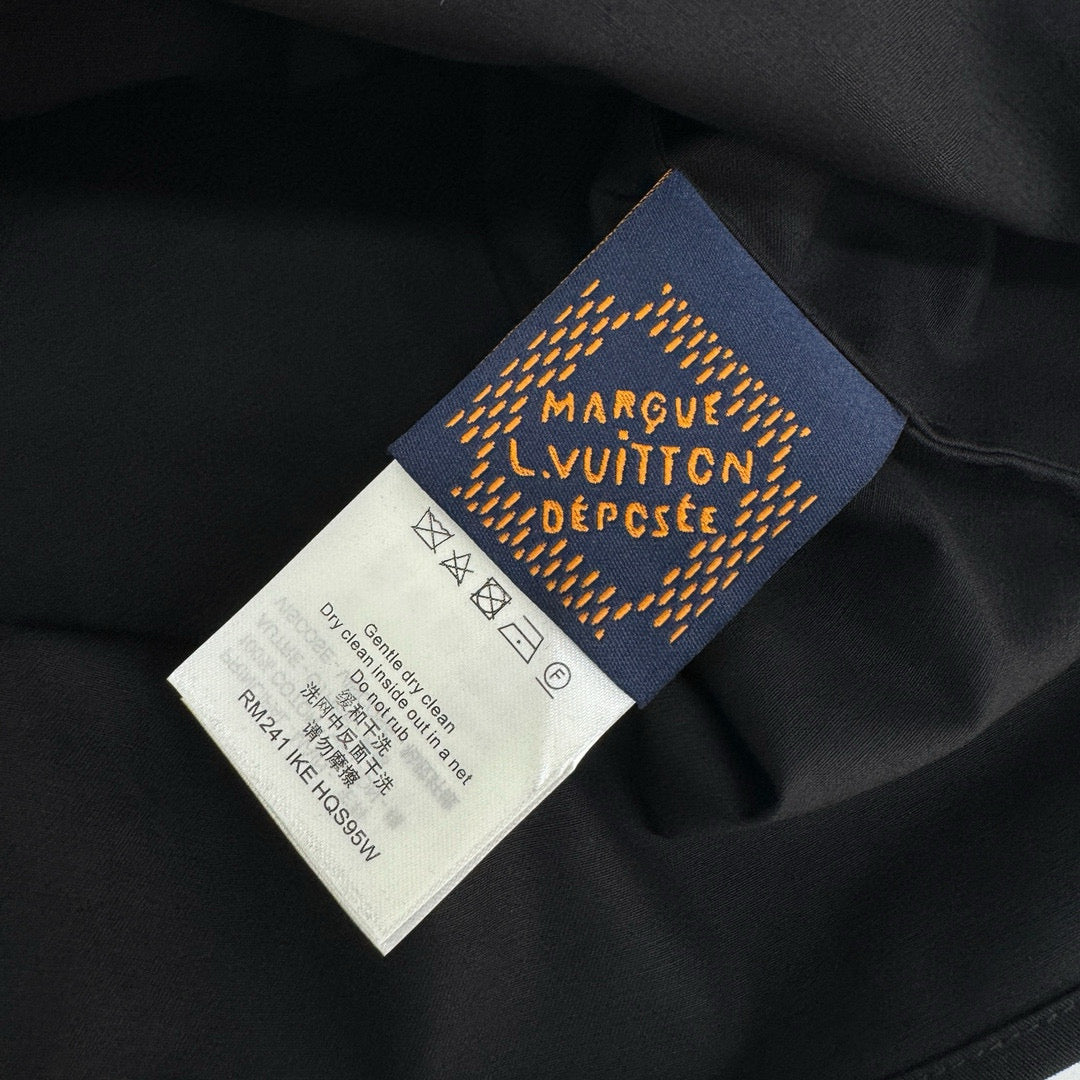 MARQUE
L.VUITTON
DÉPOSÉE
F
Gentle dry clean
Dry clean inside out in a net
Do not rub
缓和干洗
洗网中反面干洗
请勿摩擦
RM241 IKE HQS95W